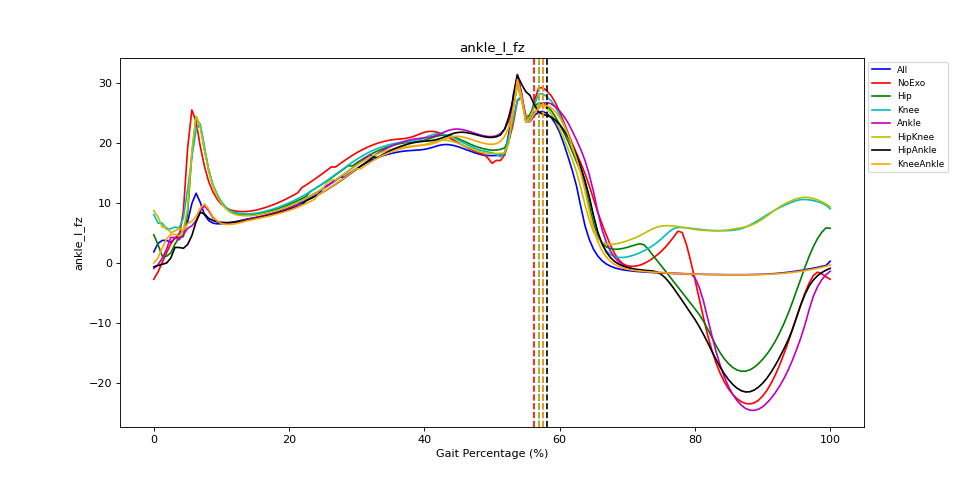 ankle_l_fz
ankle_l_fz
30
20
10
0
−10
−20
0
20
40
60
80
100
Gait Percentage (%)
All
NoExo
Hip
Knee
Ankle
HipKnee
HipAnkle
KneeAnkle